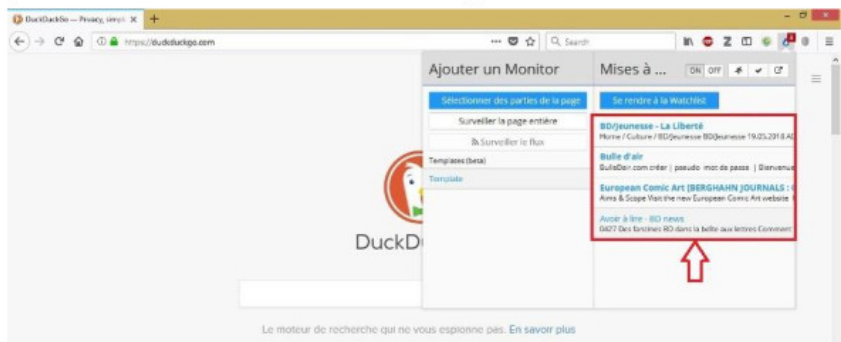 DuckDuckGo — Privacy, simpl
https://duckduckgo.com
Search
Ajouter un Monitor
Mises à ...
ON OFF
Sélectionner des parties de la page
Se rendre à la Watchlist
Surveiller la page entière
Surveiller le flux
Templates (beta)
Template
BD/Jeunesse - La Liberté
Home / Culture / BD/Jeunesse BD/Jeunesse 19.05.2018
Bulle d'air
BulleDair.com créer | pseudo mot de passe | Bienvenue
European Comic Art [BERGHAHN JOURNALS :
Aims & Scope Visit the new European Comic Art website
Avoir à lire - BD news
0427 Des fanzines BD dans la boîte aux lettres Comment
DuckD
Le moteur de recherche qui ne vous espionne pas. En savoir plus